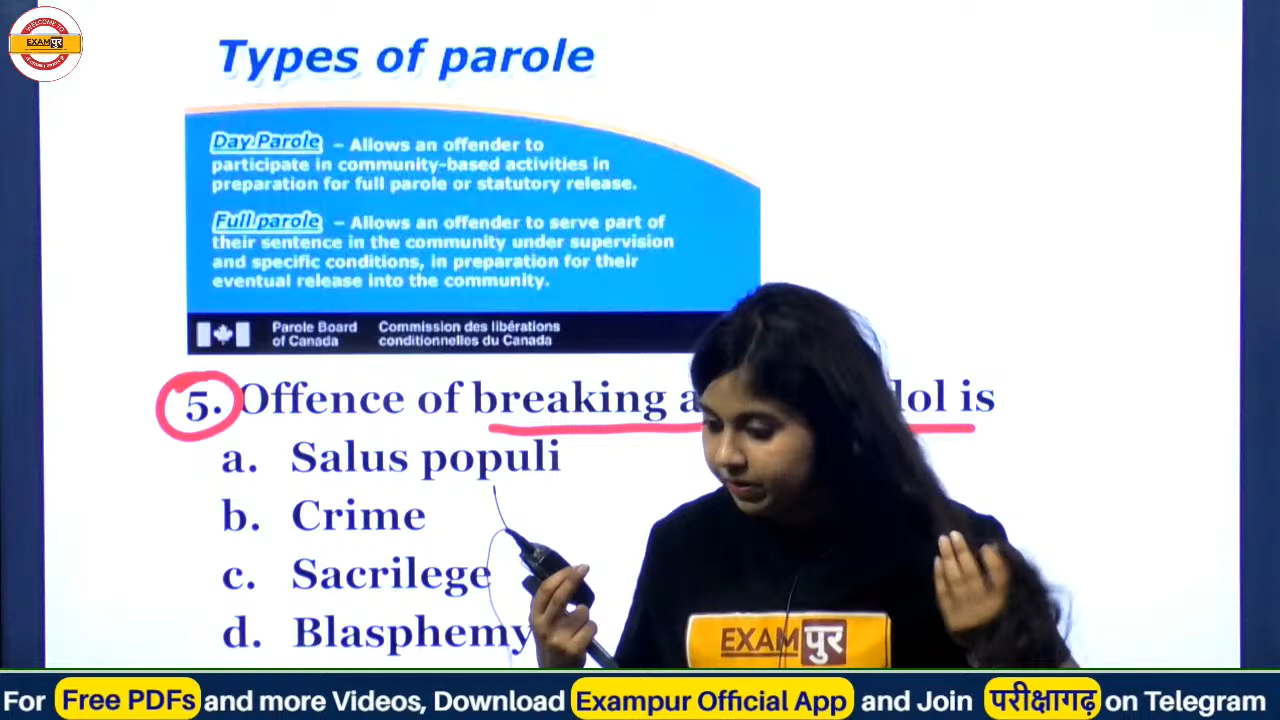 WELCOME TO
EXAMपुर
Types of parole
Day Parole – Allows an offender to
participate in community-based activities in
preparation for full parole or statutory release.
Full parole – Allows an offender to serve part of
their sentence in the community under supervision
and specific conditions, in preparation for their
eventual release into the community.
Parole Board
of Canada
Commission des libérations
conditionnelles du Canada
5. Offence of breaking a dol is
a. Salus populi
b. Crime
c. Sacrilege
d. Blasphemy
EXAMपुर
For Free PDFs and more Videos, Download Exampur Official App and Join परीक्षागढ़ on Telegram